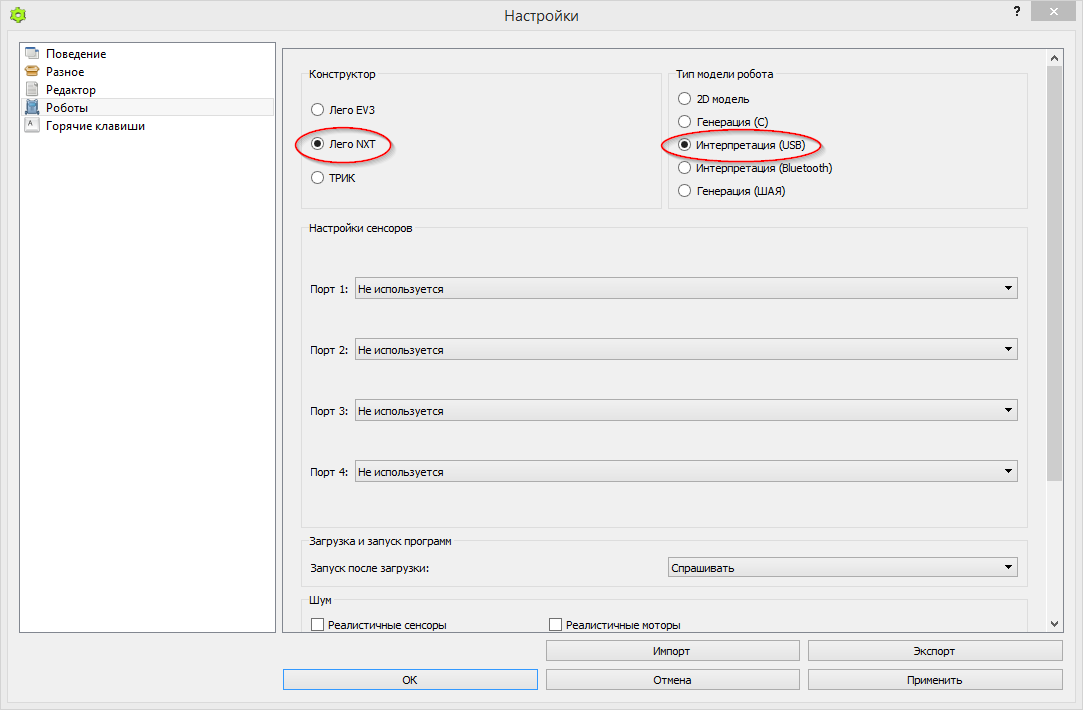 Настройки
?
Поведение
Разное
Редактор
Роботы
Горячие клавиши
Конструктор
Лего EV3
Лего NXT
ТРИК
Тип модели робота
2D модель
Генерация (C)
Интерпретация (USB)
Интерпретация (Bluetooth)
Генерация (ШАЯ)
Настройки сенсоров
Порт 1: Не используется
Порт 2: Не используется
Порт 3: Не используется
Порт 4: Не используется
Загрузка и запуск программ
Запуск после загрузки: Спрашивать
Шум
Реалистичные сенсоры Реалистичные моторы
Импорт Экспорт
ОК Отмена Применить